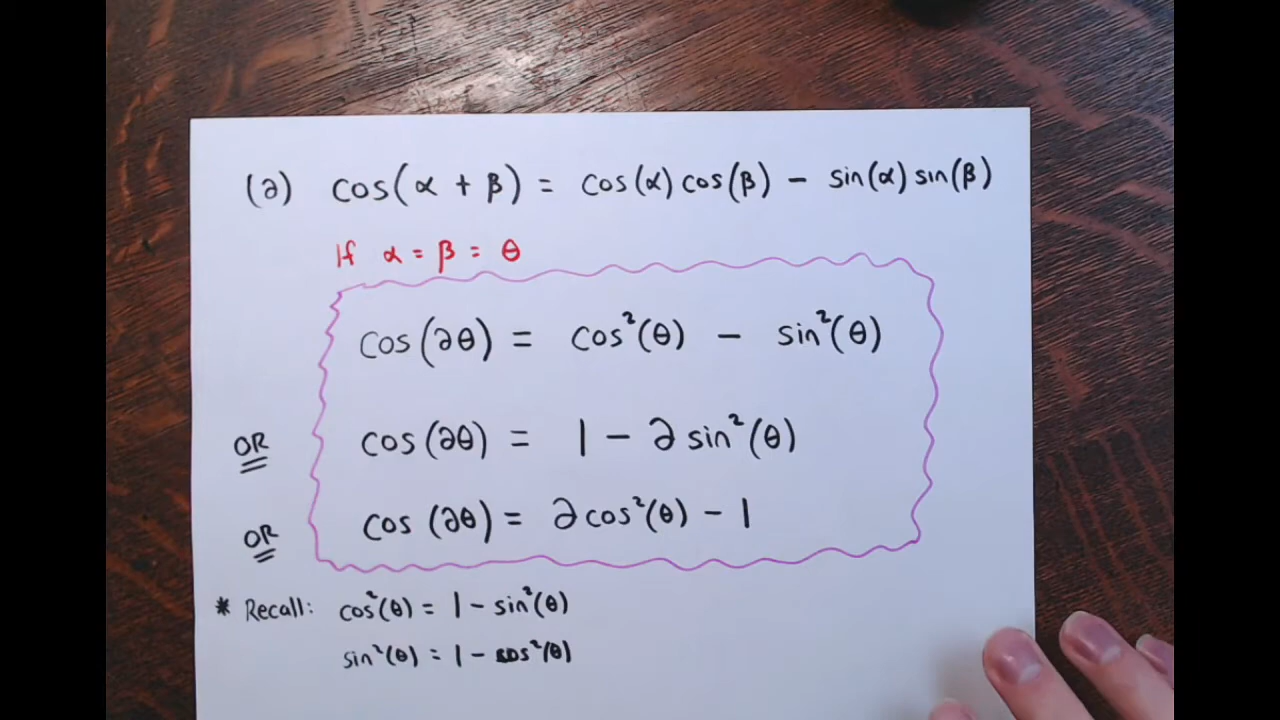 (2) cos(α + β) = cos(α) cos(β) − sin(α) sin(β)
If α = β = θ
cos(2θ) = cos²(θ) − sin²(θ)
OR cos(2θ) = 1 − 2 sin²(θ)
OR cos(2θ) = 2 cos²(θ) − 1
* Recall: cos²(θ) = 1 − sin²(θ)
sin²(θ) = 1 − cos²(θ)